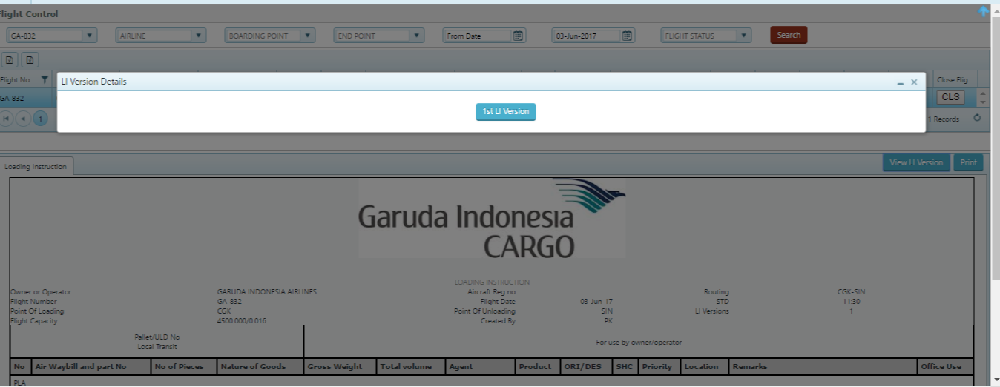 Flight Control
GA-832 AIRLINE BOARDING POINT END POINT From Date 03-Jun-2017 FLIGHT STATUS Search
Flight No LI Version Details Close Flig...
GA-832 CLS
1st LI Version
1 1 Records
Loading Instruction View LI Version Print
Garuda Indonesia
CARGO
LOADING INSTRUCTION
Owner or Operator GARUDA INDONESIA AIRLINES Aircraft Reg no Routing CGK-SIN
Flight Number GA-832 Flight Date 03-Jun-17 STD 11:30
Point Of Loading CGK Point Of Unloading SIN LI Versions 1
Flight Capacity 4500.000/0.016 Created By PK
Pallet/ULD No
Local Transit
For use by owner/operator
No Air Waybill and part No No of Pieces Nature of Goods Gross Weight Total volume Agent Product ORI/DES SHC Priority Location Remarks Office Use
PLA